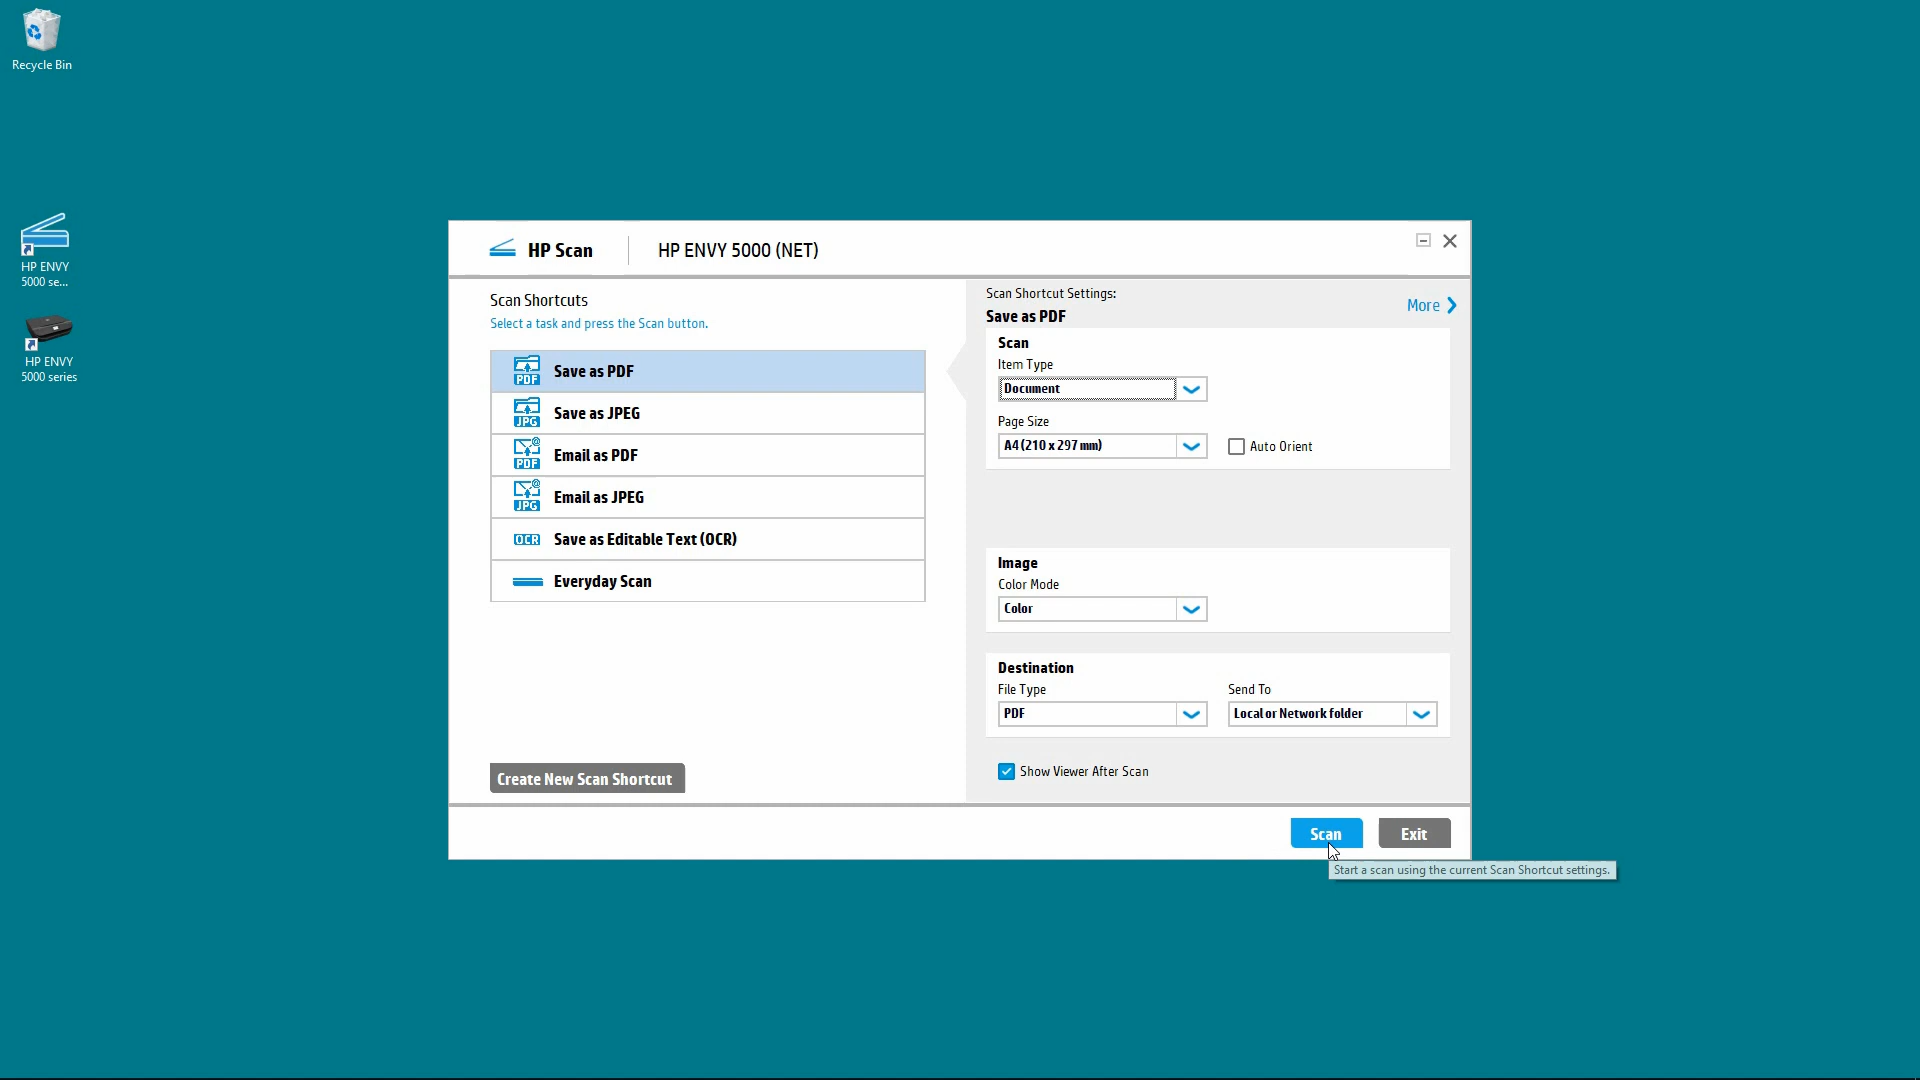 Recycle Bin
HP ENVY
5000 se...
HP ENVY
5000 series
HP Scan
HP ENVY 5000 (NET)
Scan Shortcuts
Select a task and press the Scan button.
PDF
Save as PDF
JPG
Save as JPEG
@
PDF
Email as PDF
@
JPG
Email as JPEG
OCR
Save as Editable Text (OCR)
Everyday Scan
Create New Scan Shortcut
Scan Shortcut Settings:
More
Save as PDF
Scan
Item Type
Document
Page Size
A4 (210 x 297 mm)
Auto Orient
Image
Color Mode
Color
Destination
File Type
Send To
PDF
Local or Network folder
Show Viewer After Scan
Scan
Exit
Start a scan using the current Scan Shortcut settings.